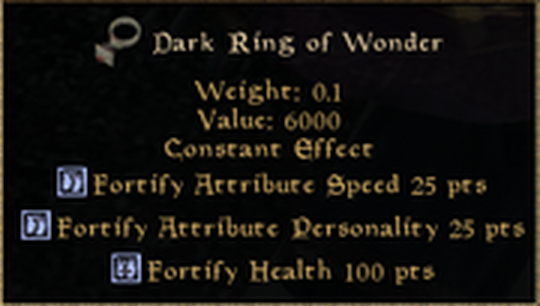 Dark Ring of Wonder
Weight: 0.1
Value: 6000
Constant Effect
Fortify Attribute Speed 25 pts
Fortify Attribute Personality 25 pts
Fortify Health 100 pts